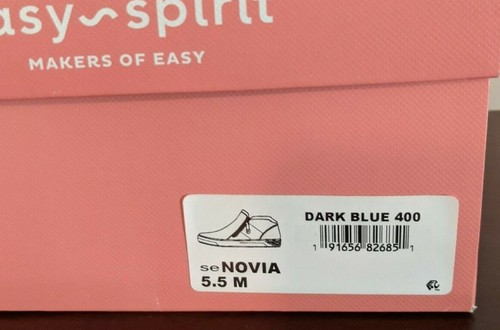 asy~spirit
MAKERS OF EASY
DARK BLUE 400
1 91656 82685 1
seNOVIA
5.5 M